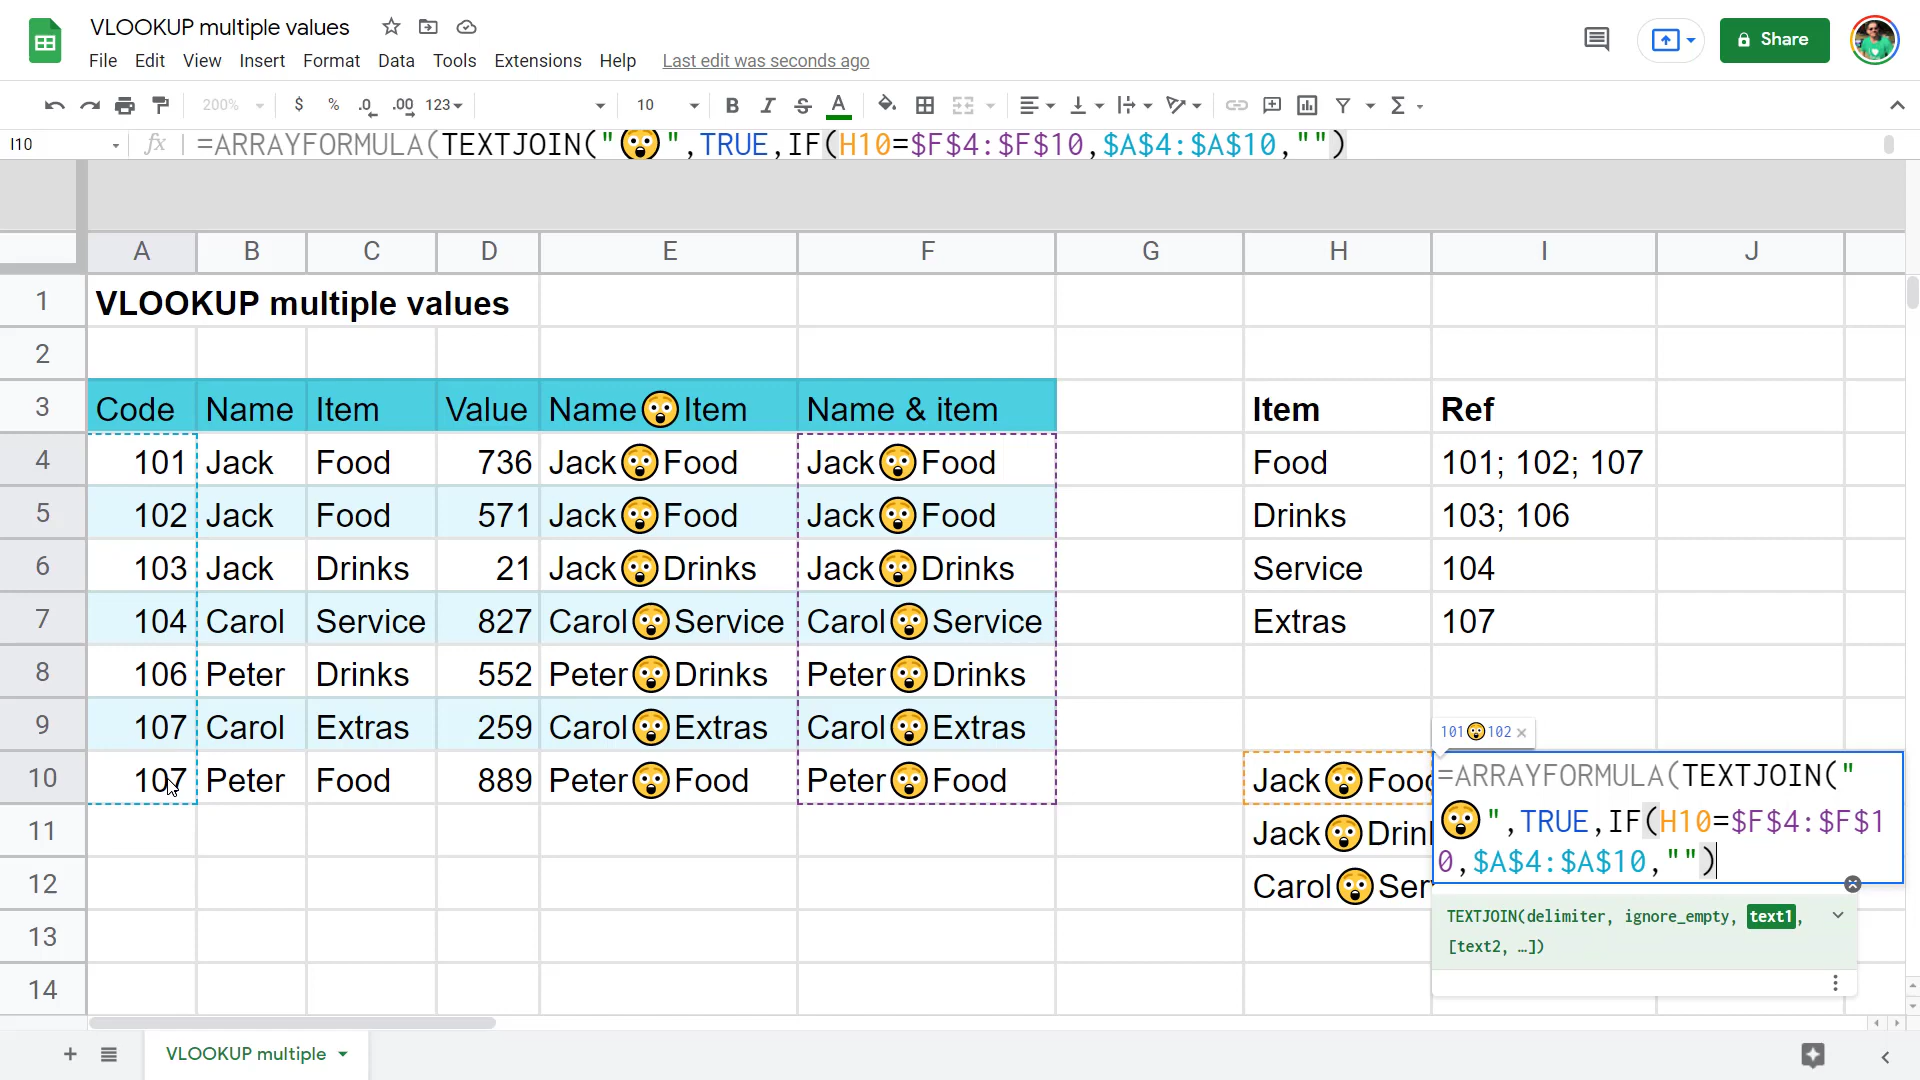 VLOOKUP multiple values
File Edit View Insert Format Data Tools Extensions Help Last edit was seconds ago
Share
200% $ % .0 .00 123 10 B I S A Σ
I10 fx =ARRAYFORMULA(TEXTJOIN("😲",TRUE,IF(H10=$F$4:$F$10,$A$4:$A$10,"")
A B C D E F G H I J
1 VLOOKUP multiple values
2
3 Code Name Item Value Name😲Item Name & item Item Ref
4 101 Jack Food 736 Jack😲Food Jack😲Food Food 101; 102; 107
5 102 Jack Food 571 Jack😲Food Jack😲Food Drinks 103; 106
6 103 Jack Drinks 21 Jack😲Drinks Jack😲Drinks Service 104
7 104 Carol Service 827 Carol😲Service Carol😲Service Extras 107
8 106 Peter Drinks 552 Peter😲Drinks Peter😲Drinks
9 107 Carol Extras 259 Carol😲Extras Carol😲Extras
101😲102 ×
10 107 Peter Food 889 Peter😲Food Peter😲Food Jack😲Food
=ARRAYFORMULA(TEXTJOIN("
😲",TRUE,IF(H10=$F$4:$F$1
0,$A$4:$A$10,"")
11 Jack😲Drin
12 Carol😲Ser
TEXTJOIN(delimiter, ignore_empty, text1,
[text2, …])
13
14
VLOOKUP multiple